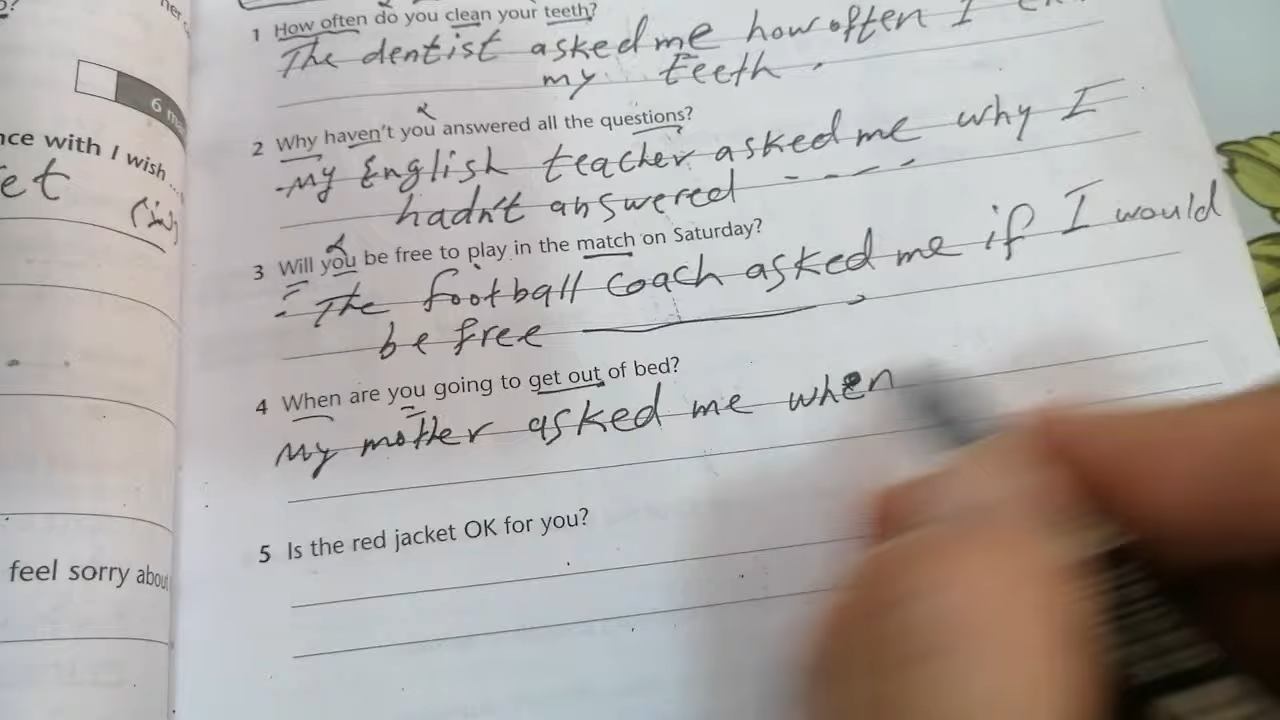 1 How often do you clean your teeth?
The dentist asked me how often I
my teeth.
6
nce with I wish ...
2 Why haven't you answered all the questions?
- My English teacher asked me why I
et
(in)
hadn't answered - - - -
3 Will you be free to play in the match on Saturday?
- The football coach asked me if I would
be free
4 When are you going to get out of bed?
My mother asked me when
5 Is the red jacket OK for you?
feel sorry about